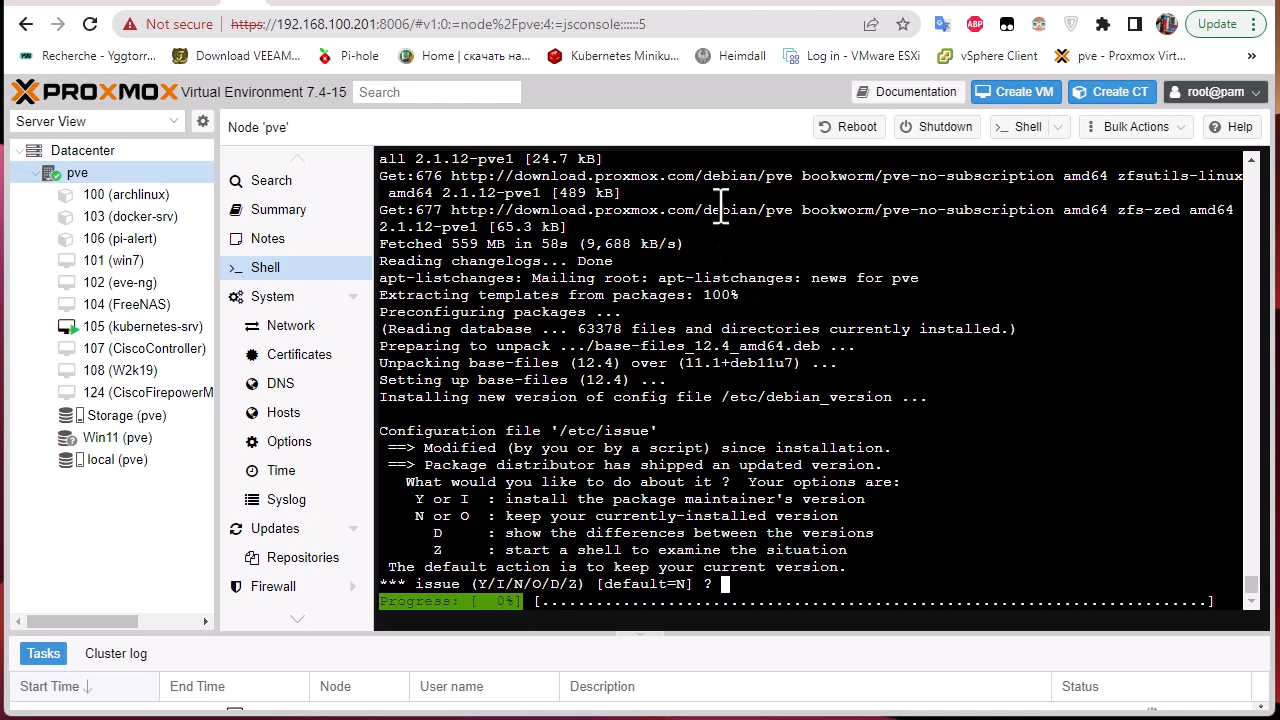 Not secure https://192.168.100.201:8006/#v1:0:=node%2Fpve:4:=jsconsole::::::5 ABP Update
Recherche - Yggtorr... Download VEEAM... Pi-hole Home | скачать на... Kubernetes Miniku... Heimdall Log in - VMware ESXi vSphere Client pve - Proxmox Virt... »
PROXMOX Virtual Environment 7.4-15 Search Documentation Create VM Create CT root@pam
Server View
Node 'pve' Reboot Shutdown Shell Bulk Actions Help
Datacenter
pve
100 (archlinux)
103 (docker-srv)
106 (pi-alert)
101 (win7)
102 (eve-ng)
104 (FreeNAS)
105 (kubernetes-srv)
107 (CiscoController)
108 (W2k19)
124 (CiscoFirepowerM
Storage (pve)
Win11 (pve)
local (pve)
Search
Summary
Notes
Shell
System
Network
Certificates
DNS
Hosts
Options
Time
Syslog
Updates
Repositories
Firewall
all 2.1.12-pve1 [24.7 kB]
Get:676 http://download.proxmox.com/debian/pve bookworm/pve-no-subscription amd64 zfsutils-linux
amd64 2.1.12-pve1 [489 kB]
Get:677 http://download.proxmox.com/debian/pve bookworm/pve-no-subscription amd64 zfs-zed amd64
2.1.12-pve1 [65.3 kB]
Fetched 559 MB in 58s (9,688 kB/s)
Reading changelogs... Done
apt-listchanges: Mailing root: apt-listchanges: news for pve
Extracting templates from packages: 100%
Preconfiguring packages ...
(Reading database ... 63378 files and directories currently installed.)
Preparing to unpack .../base-files_12.4_amd64.deb ...
Unpacking base-files (12.4) over (11.1+deb11u7) ...
Setting up base-files (12.4) ...
Installing new version of config file /etc/debian_version ...
Configuration file '/etc/issue'
==> Modified (by you or by a script) since installation.
==> Package distributor has shipped an updated version.
What would you like to do about it ?  Your options are:
Y or I  : install the package maintainer's version
N or O  : keep your currently-installed version
D     : show the differences between the versions
Z     : start a shell to examine the situation
The default action is to keep your current version.
*** issue (Y/I/N/O/D/Z) [default=N] ?
Progress: [  0%] [..........................................................................]
Tasks Cluster log
Start Time End Time Node User name Description Status